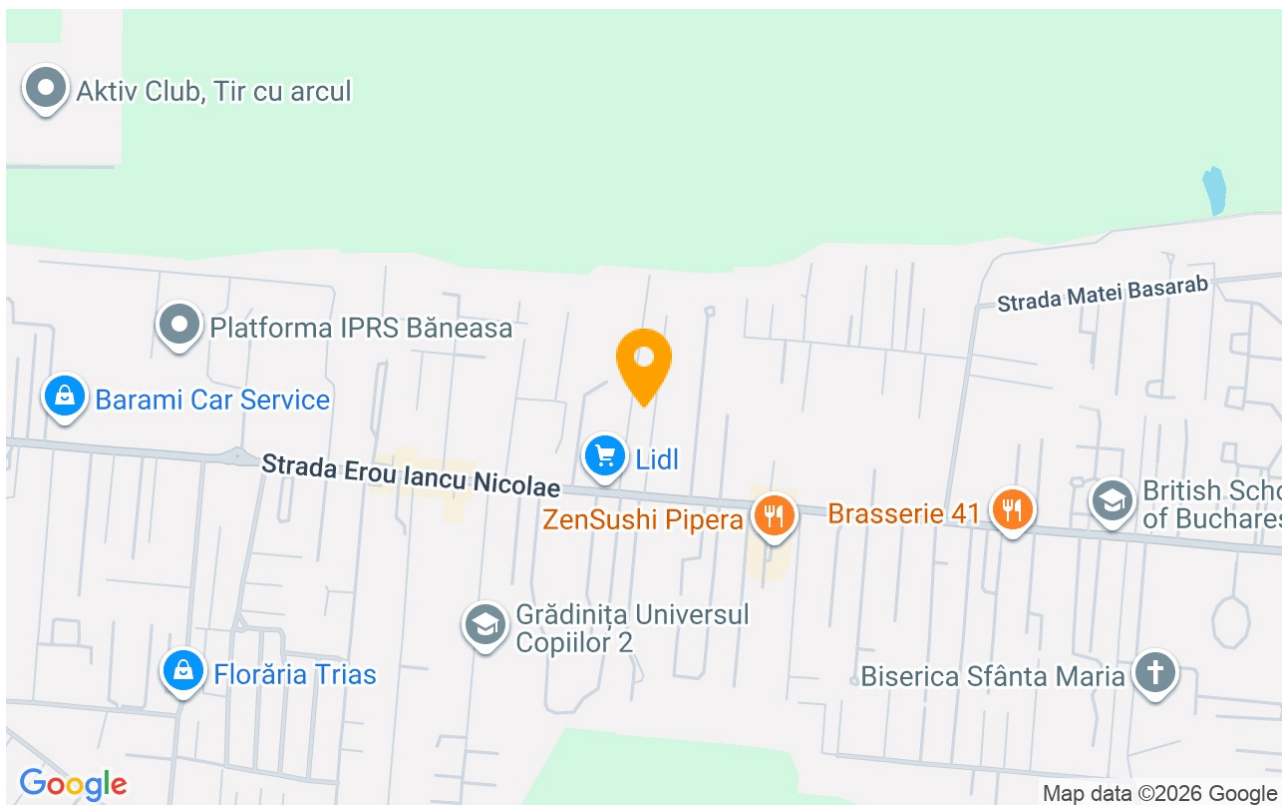 Aktiv Club, Tir cu arcul
Strada Matei Basarab
Platforma IPRS Băneasa
Barami Car Service
Strada Erou Iancu Nicolae
Lidl
ZenSushi Pipera
Brasserie 41
British Scho
of Buchares
Grădinița Universul
Copiilor 2
Florăria Trias
Biserica Sfânta Maria
Google
Map data ©2026 Google